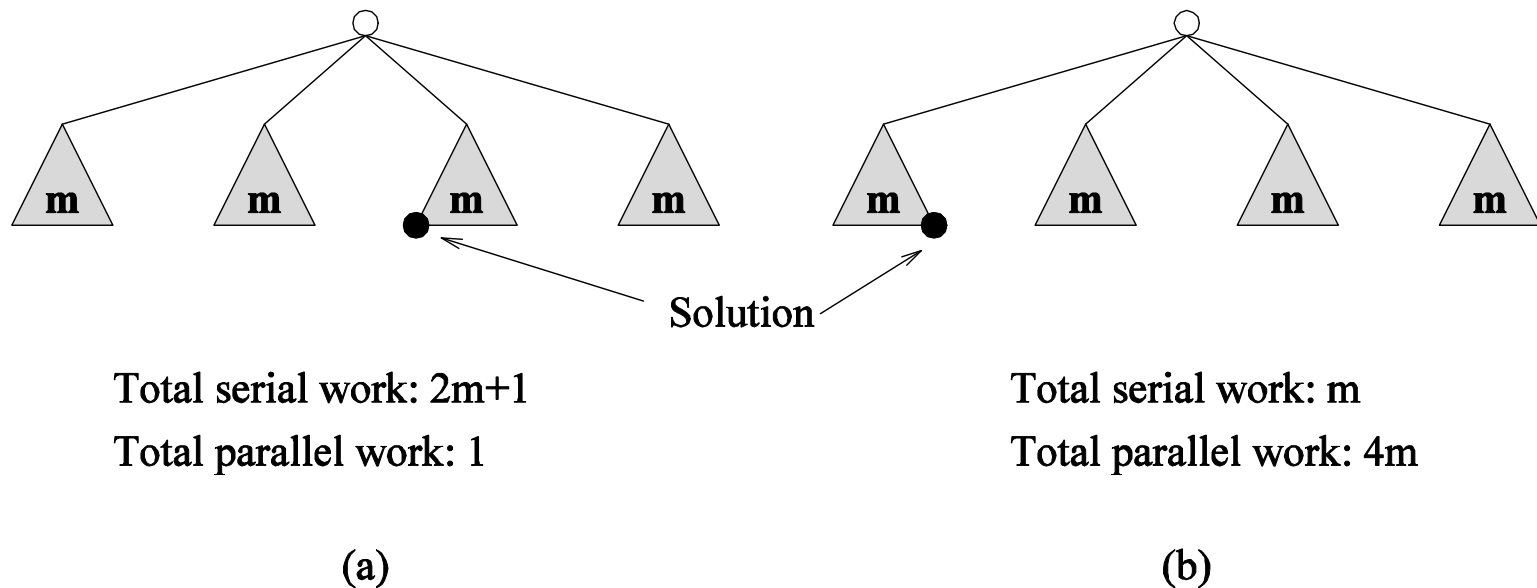 m m m m m m m m
Solution
Total serial work: 2m+1 Total serial work: m
Total parallel work: 1 Total parallel work: 4m
(a) (b)